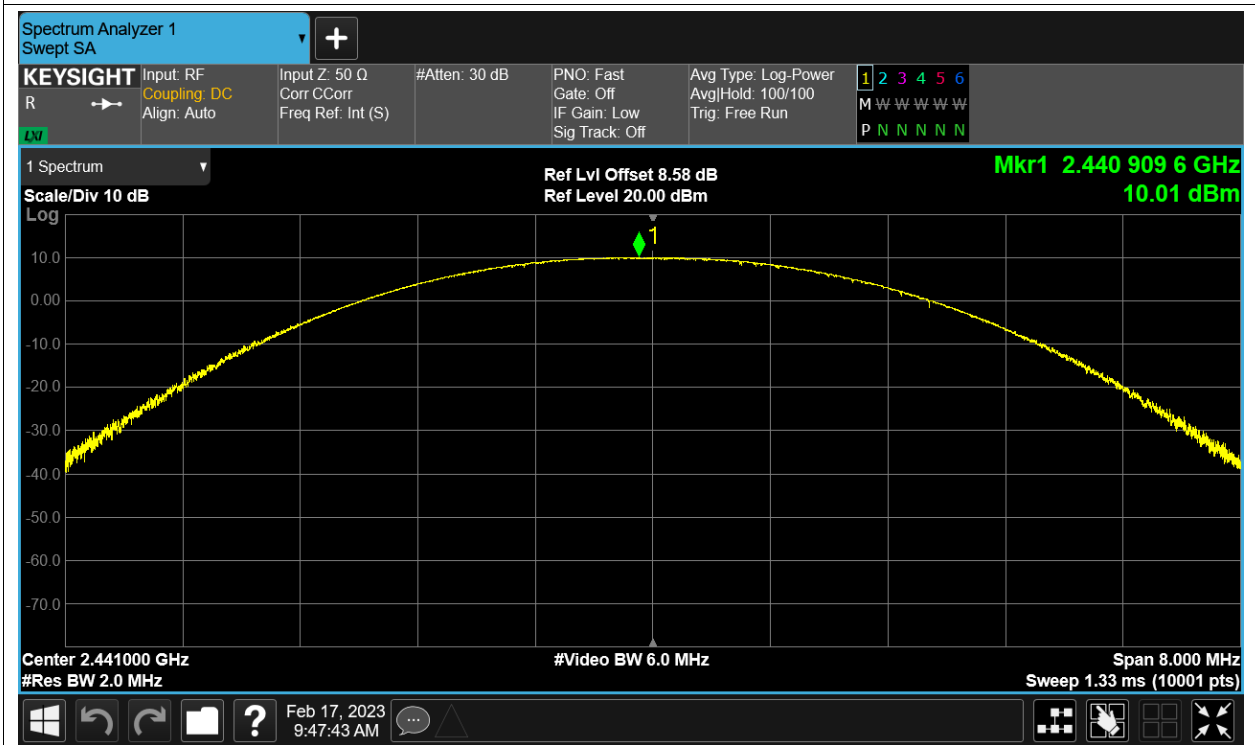 Spectrum Analyzer 1
Swept SA
KEYSIGHT
R
LXI
Input: RF
Coupling: DC
Align: Auto
Input Z: 50 Ω
Corr CCorr
Freq Ref: Int (S)
#Atten: 30 dB
PNO: Fast
Gate: Off
IF Gain: Low
Sig Track: Off
Avg Type: Log-Power
Avg|Hold: 100/100
Trig: Free Run
1 2 3 4 5 6
M W W W W W
P N N N N N
1 Spectrum
Scale/Div 10 dB
Log
Ref Lvl Offset 8.58 dB
Ref Level 20.00 dBm
Mkr1 2.440 909 6 GHz
10.01 dBm
1
10.0
0.00
-10.0
-20.0
-30.0
-40.0
-50.0
-60.0
-70.0
Center 2.441000 GHz
#Res BW 2.0 MHz
#Video BW 6.0 MHz
Span 8.000 MHz
Sweep 1.33 ms (10001 pts)
?
Feb 17, 2023
9:47:43 AM